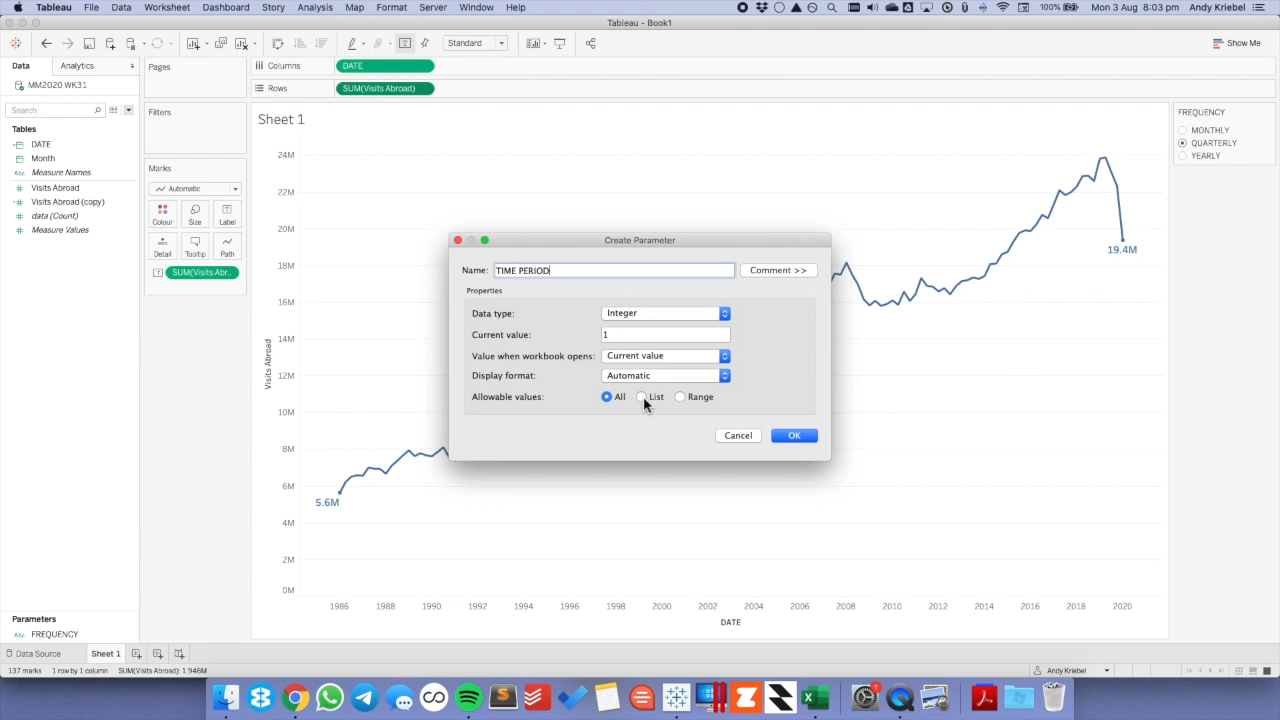 Tableau File Data Worksheet Dashboard Story Analysis Map Format Server Window Help 100% Mon 3 Aug 8:03 pm Andy Kriebel
Tableau - Book1
Standard Show Me
Data Analytics
MM2020 WK31
Search
Tables
DATE
Month
Abc Measure Names
Visits Abroad
Visits Abroad (copy)
data (Count)
Measure Values
Parameters
Abc FREQUENCY
Pages
Filters
Marks
Automatic
Colour Size Label
Detail Tooltip Path
SUM(Visits Abr..
Columns DATE
Rows SUM(Visits Abroad)
Sheet 1
24M
22M
20M
18M
16M
14M
12M
10M
8M
6M
4M
2M
0M
Visits Abroad
5.6M
19.4M
1986 1988 1990 1992 1994 1996 1998 2000 2002 2004 2006 2008 2010 2012 2014 2016 2018 2020
DATE
Create Parameter
Name: TIME PERIOD Comment >>
Properties
Data type: Integer
Current value: 1
Value when workbook opens: Current value
Display format: Automatic
Allowable values: All List Range
Cancel OK
FREQUENCY
MONTHLY
QUARTERLY
YEARLY
Data Source Sheet 1
137 marks 1 row by 1 column SUM(Visits Abroad): 1.946M Andy Kriebel